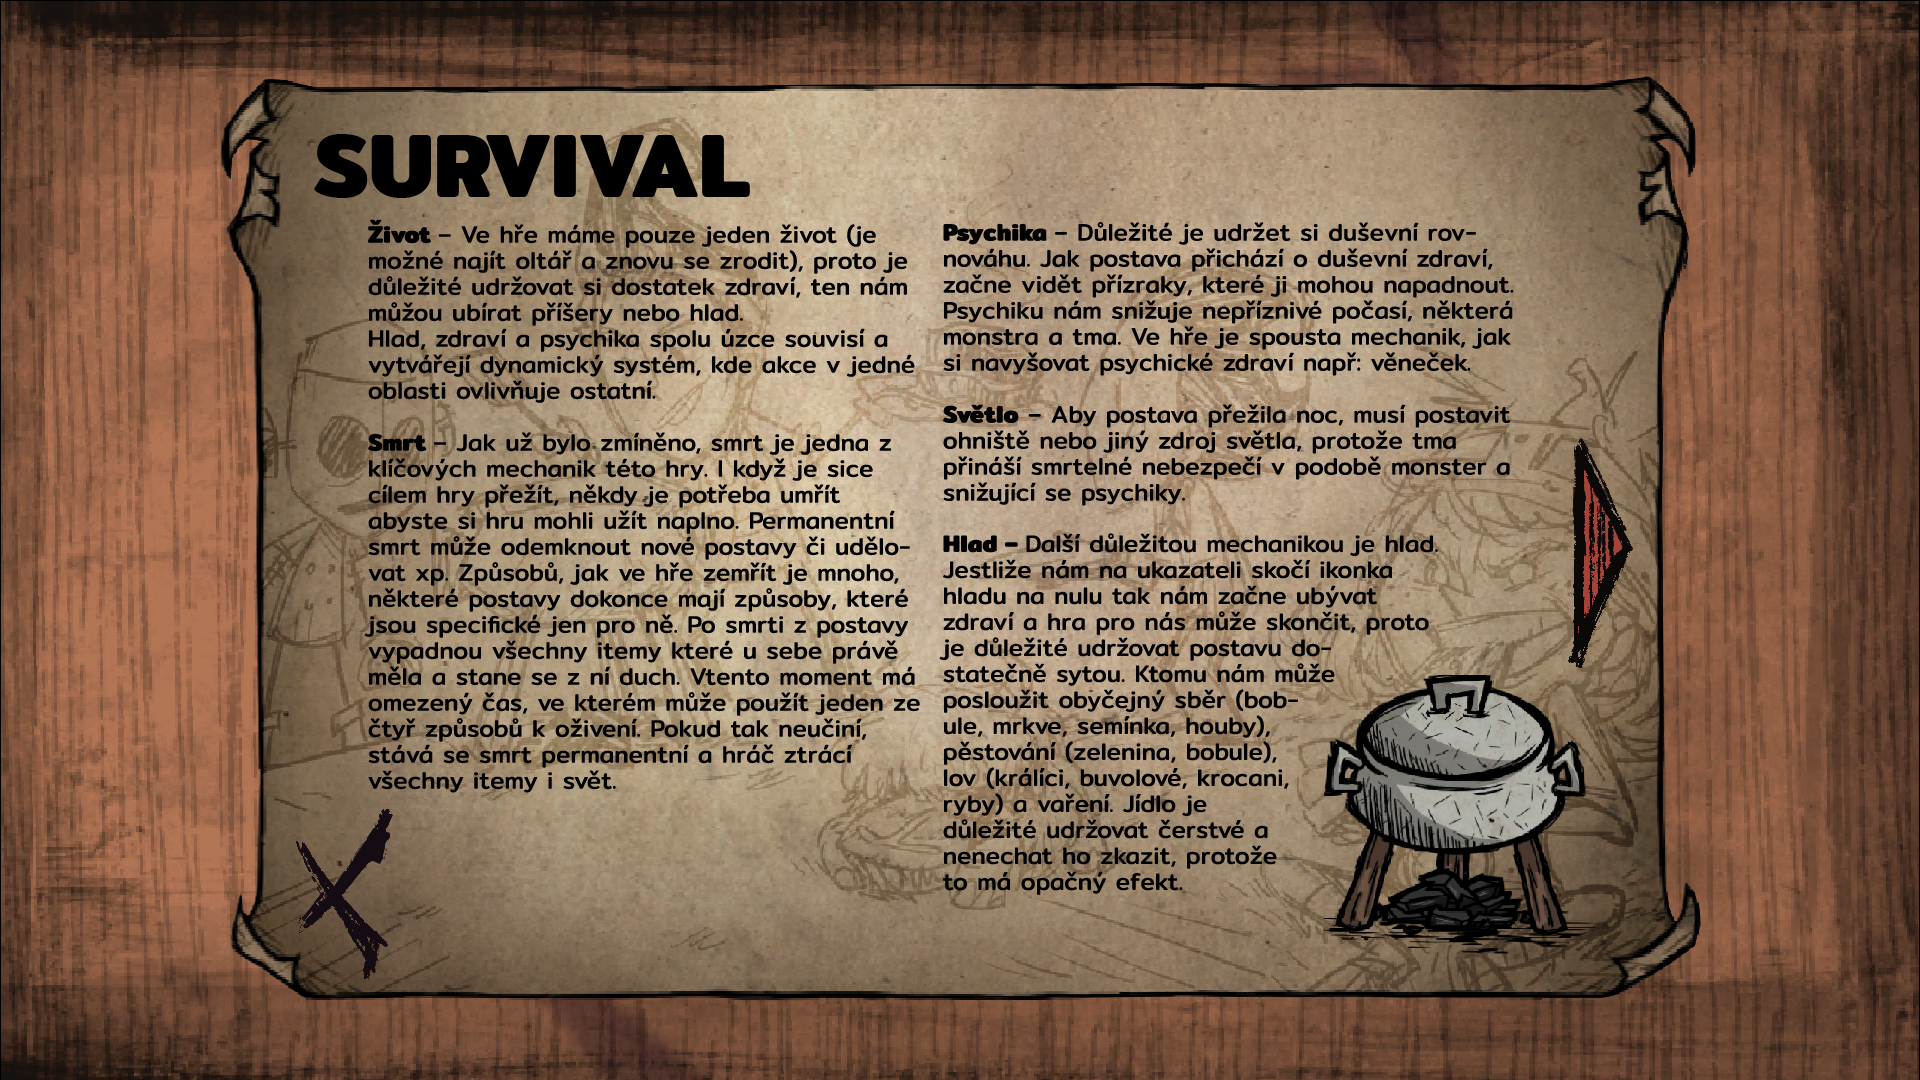 SURVIVAL
Život – Ve hře máme pouze jeden život (je
možné najít oltář a znovu se zrodit), proto je
důležité udržovat si dostatek zdraví, ten nám
můžou ubírat příšery nebo hlad.
Hlad, zdraví a psychika spolu úzce souvisí a
vytvářejí dynamický systém, kde akce v jedné
oblasti ovlivňuje ostatní.
Smrt – Jak už bylo zmíněno, smrt je jedna z
klíčových mechanik této hry. I když je sice
cílem hry přežít, někdy je potřeba umřít
abyste si hru mohli užít naplno. Permanentní
smrt může odemknout nové postavy či udělo-
vat xp. Způsobů, jak ve hře zemřít je mnoho,
některé postavy dokonce mají způsoby, které
jsou specifické jen pro ně. Po smrti z postavy
vypadnou všechny itemy které u sebe právě
měla a stane se z ní duch. Vtento moment má
omezený čas, ve kterém může použít jeden ze
čtyř způsobů k oživení. Pokud tak neučiní,
stává se smrt permanentní a hráč ztrácí
všechny itemy i svět.
Psychika – Důležité je udržet si duševní rov-
nováhu. Jak postava přichází o duševní zdraví,
začne vidět přízraky, které ji mohou napadnout.
Psychiku nám snižuje nepříznivé počasí, některá
monstra a tma. Ve hře je spousta mechanik, jak
si navyšovat psychické zdraví např: věneček.
Světlo – Aby postava přežila noc, musí postavit
ohniště nebo jiný zdroj světla, protože tma
přináší smrtelné nebezpečí v podobě monster a
snižující se psychiky.
Hlad – Další důležitou mechanikou je hlad.
Jestliže nám na ukazateli skočí ikonka
hladu na nulu tak nám začne ubývat
zdraví a hra pro nás může skončit, proto
je důležité udržovat postavu do-
statečně sytou. Ktomu nám může
posloužit obyčejný sběr (bob-
ule, mrkve, semínka, houby),
pěstování (zelenina, bobule),
lov (králíci, buvolové, krocani,
ryby) a vaření. Jídlo je
důležité udržovat čerstvé a
nenechat ho zkazit, protože
to má opačný efekt.